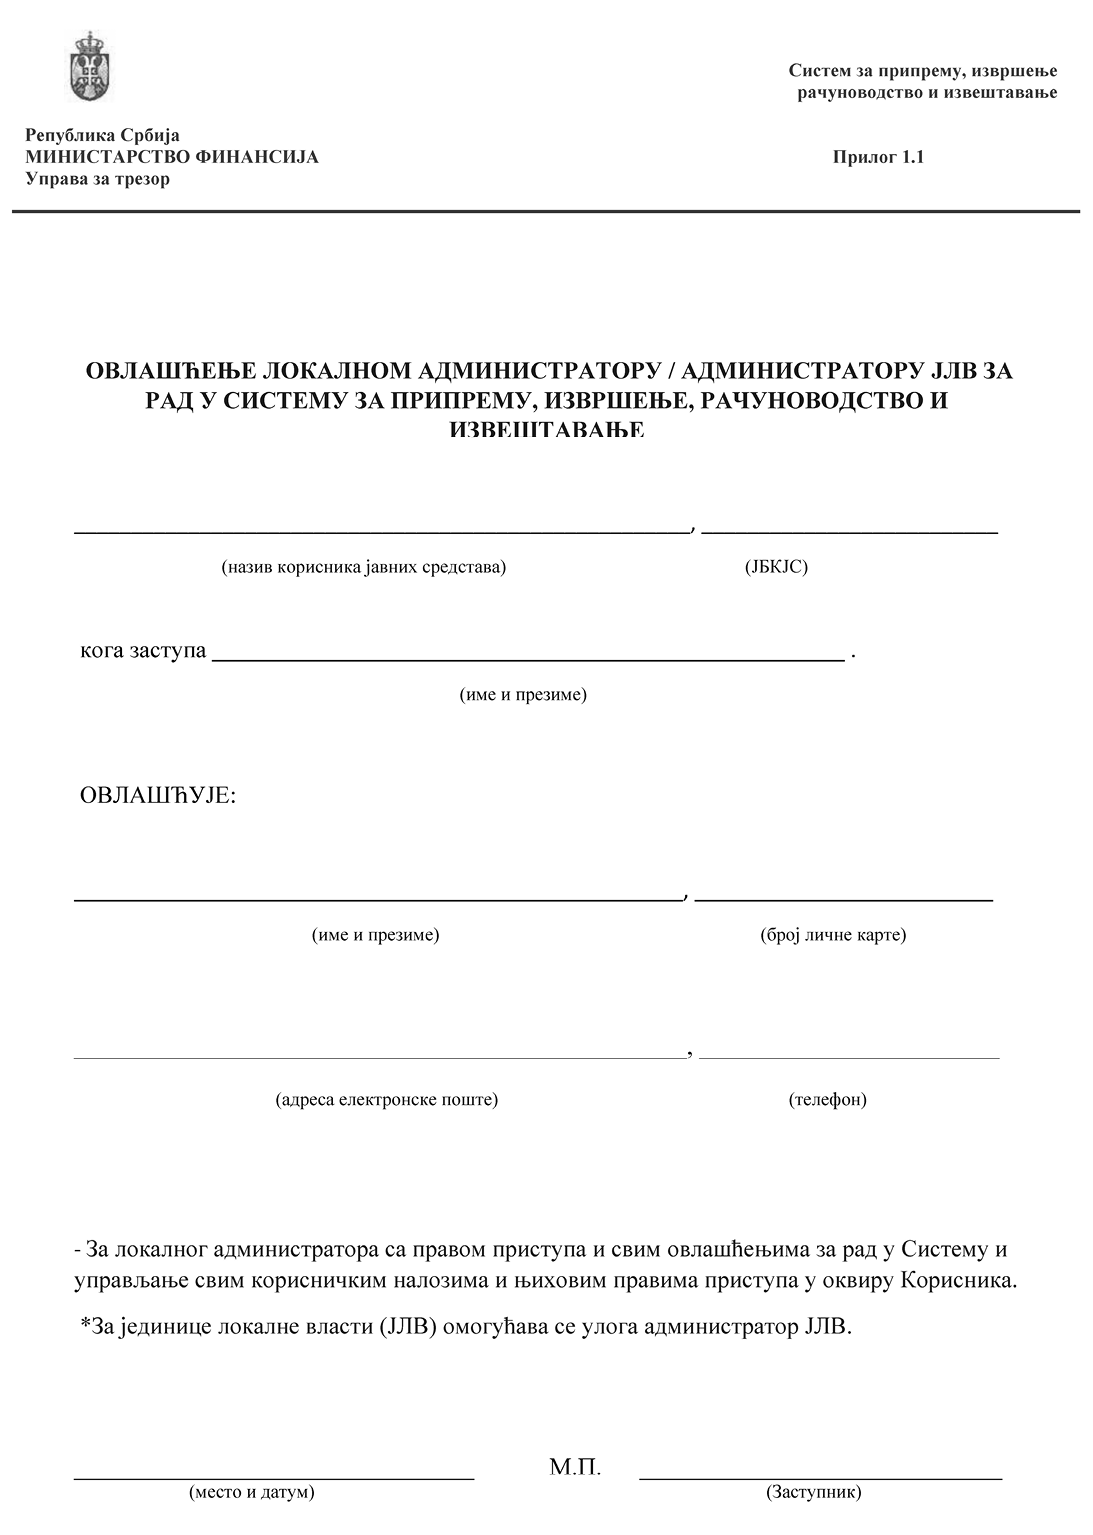 Систем за припрему, извршење
рачуноводство и извештавање
Република Србија
МИНИСТАРСТВО ФИНАНСИЈА
Прилог 1.1
Управа за трезор
ОВЛАШЋЕЊЕ ЛОКАЛНОМ АДМИНИСТРАТОРУ / АДМИНИСТРАТОРУ ЈЛВ ЗА
РАД У СИСТЕМУ ЗА ПРИПРЕМУ, ИЗВРШЕЊЕ, РАЧУНОВОДСТВО И
ИЗВЕШТАВАЊЕ
,
(назив корисника јавних средстава) (ЈБКЈС)
кога заступа .
(име и презиме)
ОВЛАШЋУЈЕ:
,
(име и презиме) (број личне карте)
,
(адреса електронске поште) (телефон)
- За локалног администратора са правом приступа и свим овлашћењима за рад у Систему и
управљање свим корисничким налозима и њиховим правима приступа у оквиру Корисника.
*За јединице локалне власти (ЈЛВ) омогућава се улога администратор ЈЛВ.
М.П.
(место и датум) (Заступник)